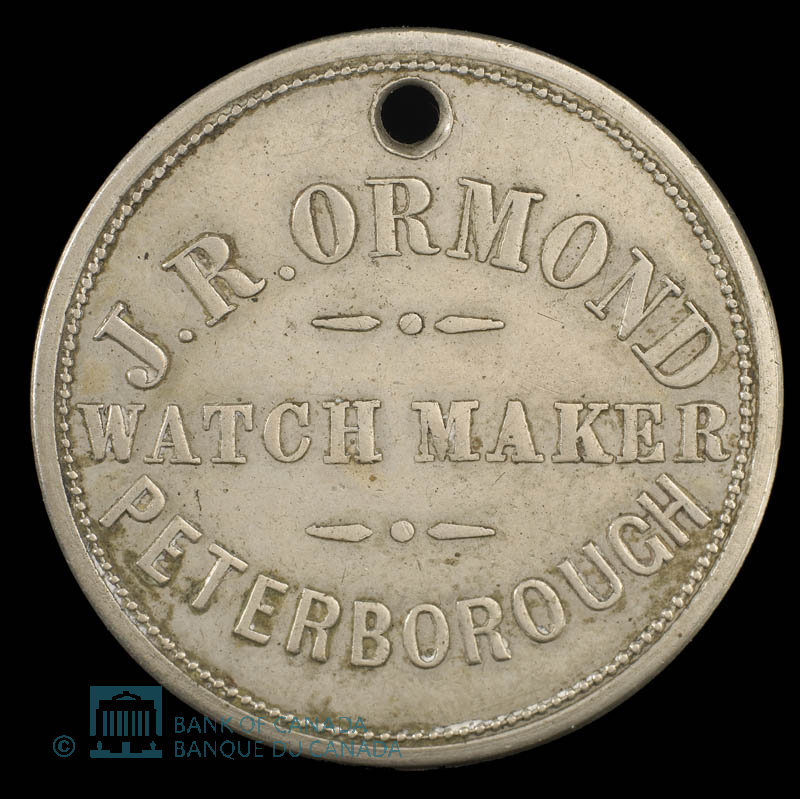 J.R.ORMOND
WATCH MAKER
PETERBOROUGH
© BANK OF CANADA
BANQUE DU CANADA